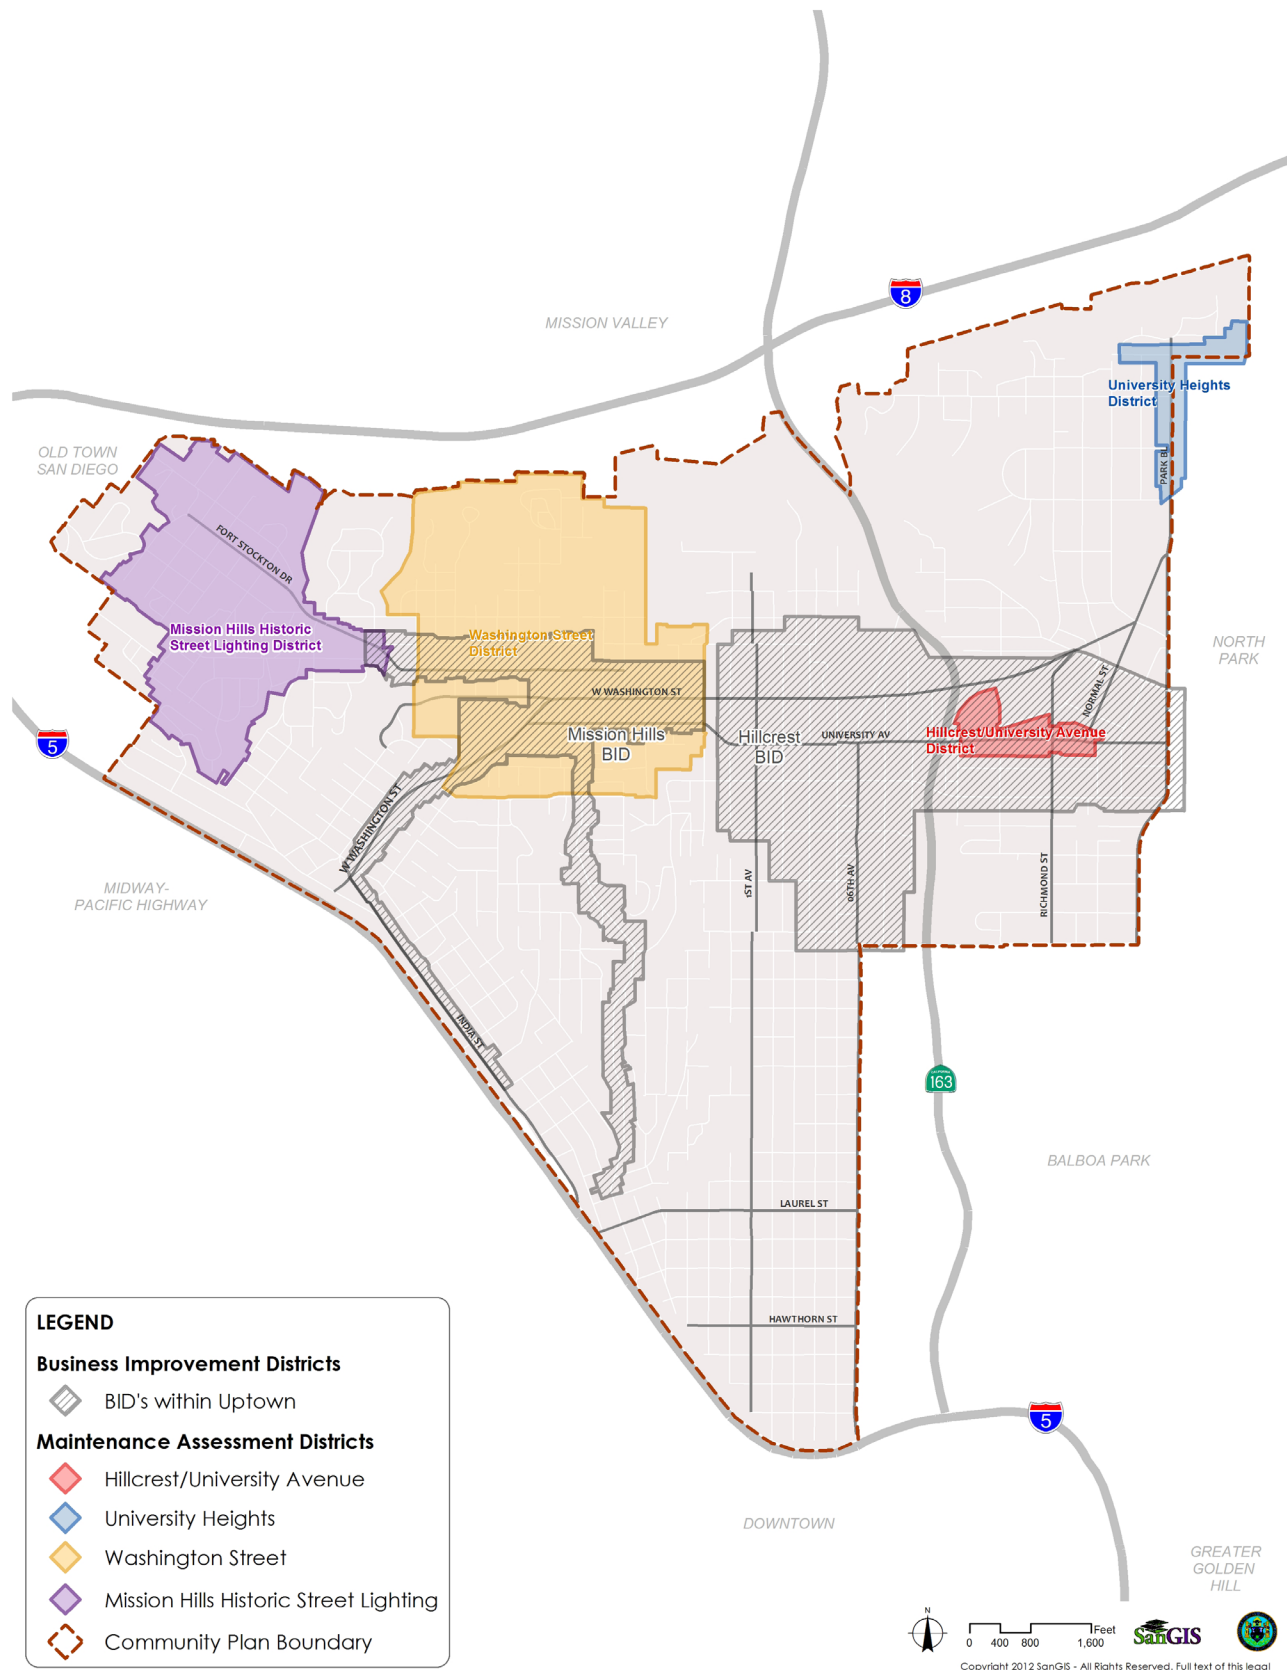 8
MISSION VALLEY
University Heights
District
OLD TOWN
SAN DIEGO
PARK BL
FORT STOCKTON DR
Mission Hills Historic
Street Lighting District
Washington Street
District
NORTH
PARK
W WASHINGTON ST
NORMAL ST
Mission Hills
BID
Hillcrest
BID
UNIVERSITY AV
Hillcrest/University Avenue
District
5
W WASHINGTON ST
1ST AV
06TH AV
RICHMOND ST
MIDWAY-
PACIFIC HIGHWAY
INDIA ST
CALIFORNIA
163
BALBOA PARK
LAUREL ST
HAWTHORN ST
5
DOWNTOWN
GREATER
GOLDEN
HILL
LEGEND
Business Improvement Districts
BID's within Uptown
Maintenance Assessment Districts
Hillcrest/University Avenue
University Heights
Washington Street
Mission Hills Historic Street Lighting
Community Plan Boundary
N
Feet
0 400 800 1,600
SanGIS
Copyright 2012 SanGIS - All Rights Reserved. Full text of this legal